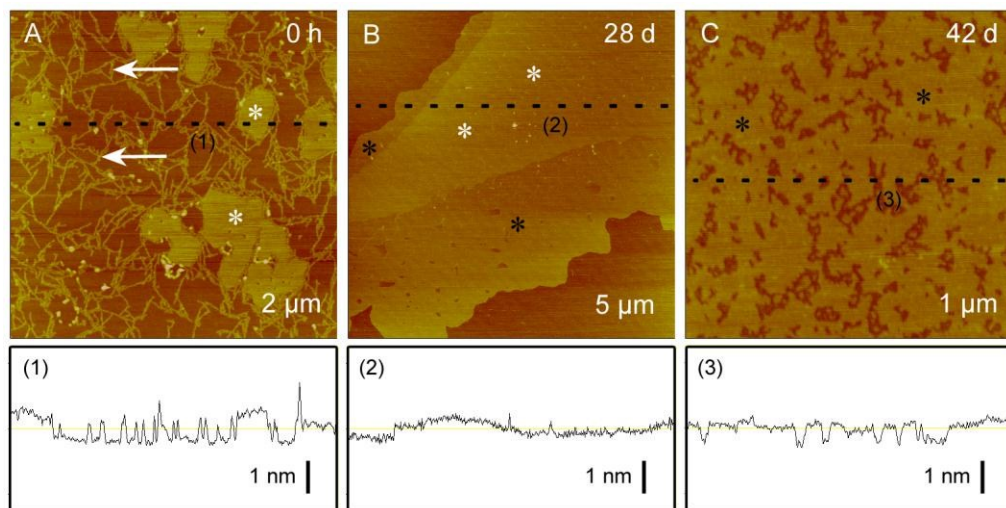 A 0 h
*
(1)
*
2 µm
B 28 d
*
(2)
*
*
*
5 µm
C 42 d
*
*
(3)
1 µm
(1)
1 nm
(2)
1 nm
(3)
1 nm